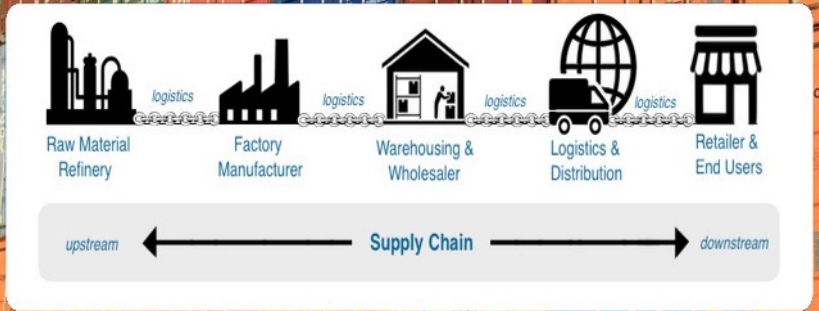 logistics
logistics
logistics
logistics
Raw Material
Refinery
Factory
Manufacturer
Warehousing &
Wholesaler
Logistics &
Distribution
Retailer &
End Users
upstream
Supply Chain
downstream